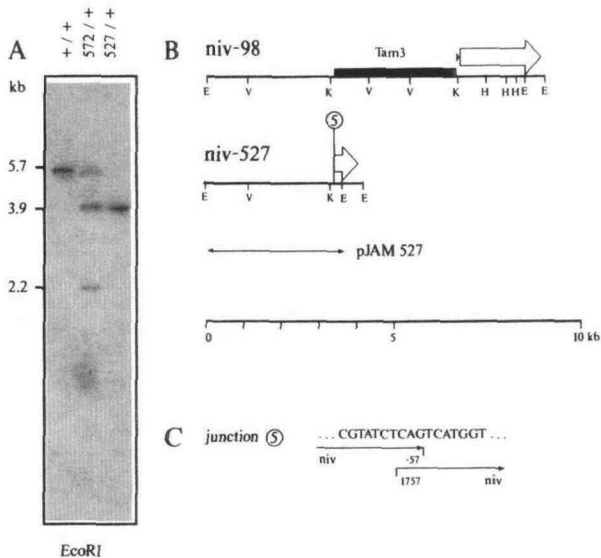 A
+ / +
572 / +
527 / +
kb
5.7
3.9
2.2
EcoRI
B
niv-98
Tam3
E V K V V K H H H E E
⑤
niv-527
E V K E E
pJAM 527
0 5 10 kb
C junction ⑤
... CGTATCTCAGTCATGGT ...
niv -57
1757 niv